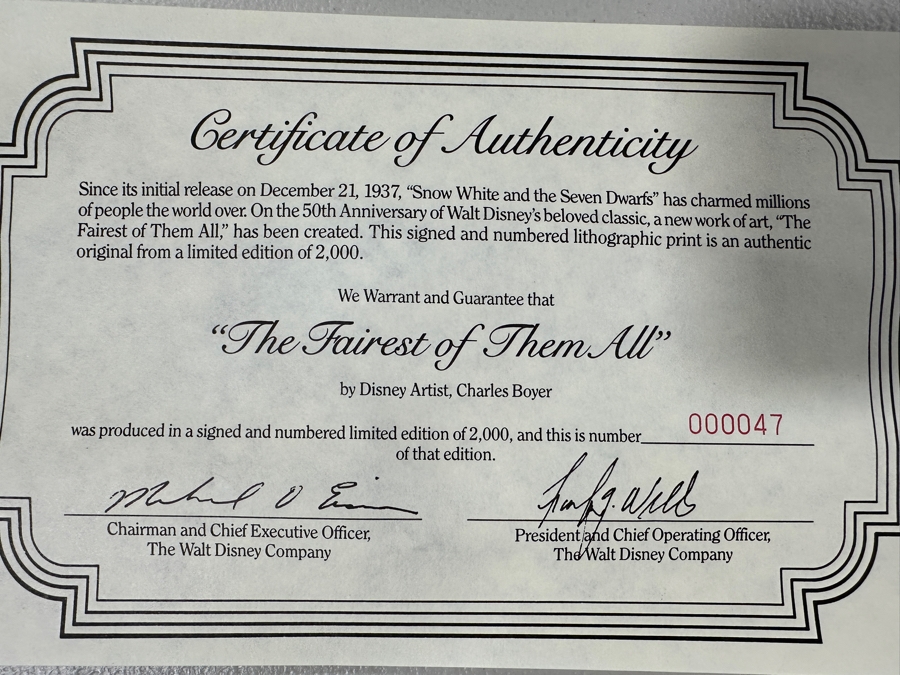 Certificate of Authenticity
Since its initial release on December 21, 1937, “Snow White and the Seven Dwarfs” has charmed millions
of people the world over. On the 50th Anniversary of Walt Disney’s beloved classic, a new work of art, “The
Fairest of Them All,” has been created. This signed and numbered lithographic print is an authentic
original from a limited edition of 2,000.
We Warrant and Guarantee that
“The Fairest of Them All”
by Disney Artist, Charles Boyer
was produced in a signed and numbered limited edition of 2,000, and this is number 000047
of that edition.
Chairman and Chief Executive Officer,
The Walt Disney Company
President and Chief Operating Officer,
The Walt Disney Company